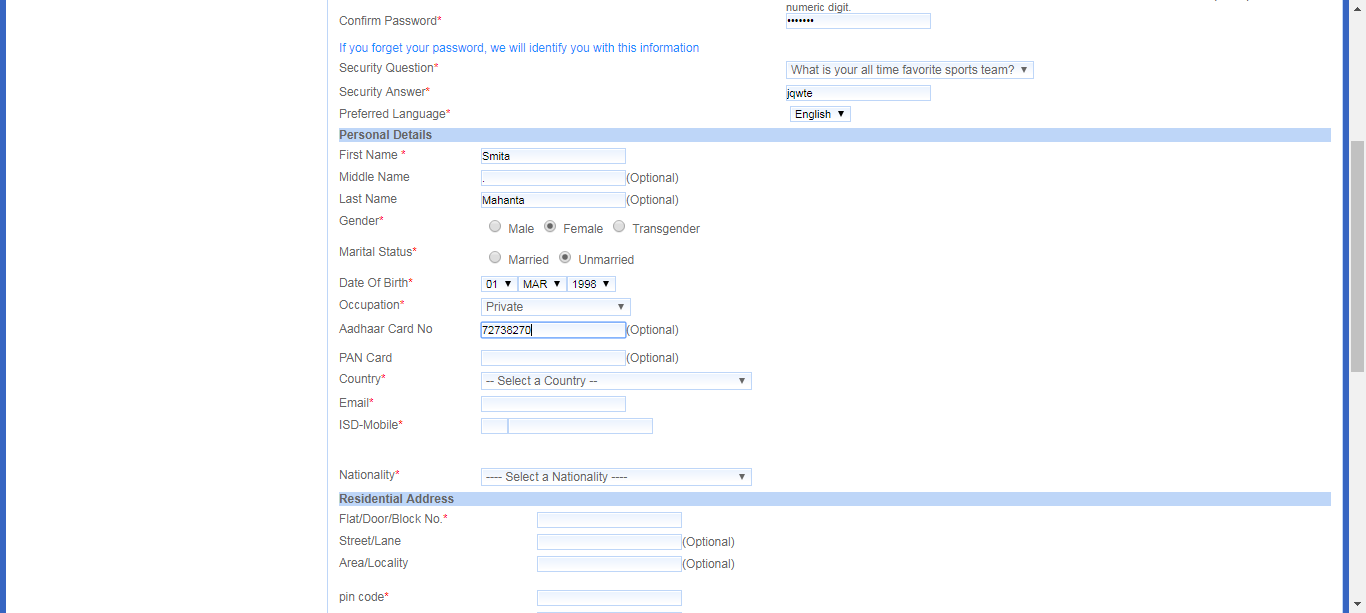 numeric digit.
Confirm Password* •••••••
If you forget your password, we will identify you with this information
Security Question* What is your all time favorite sports team? ▼
Security Answer* jqwte
Preferred Language* English ▼
Personal Details
First Name * Smita
Middle Name . (Optional)
Last Name Mahanta (Optional)
Gender* Male Female Transgender
Marital Status* Married Unmarried
Date Of Birth* 01 ▼ MAR ▼ 1998 ▼
Occupation* Private ▼
Aadhaar Card No 72738270 (Optional)
PAN Card (Optional)
Country* -- Select a Country -- ▼
Email*
ISD-Mobile*
Nationality* ---- Select a Nationality ---- ▼
Residential Address
Flat/Door/Block No.*
Street/Lane (Optional)
Area/Locality (Optional)
pin code*